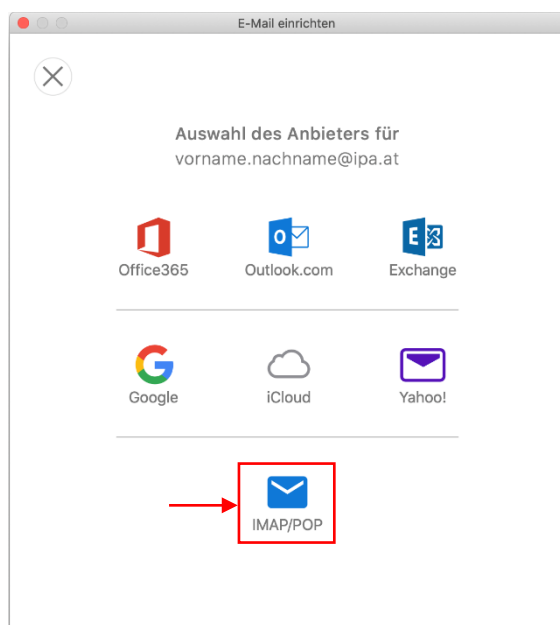 E-Mail einrichten
Auswahl des Anbieters für
vorname.nachname@ipa.at
Office365
Outlook.com
Exchange
Google
iCloud
Yahoo!
IMAP/POP